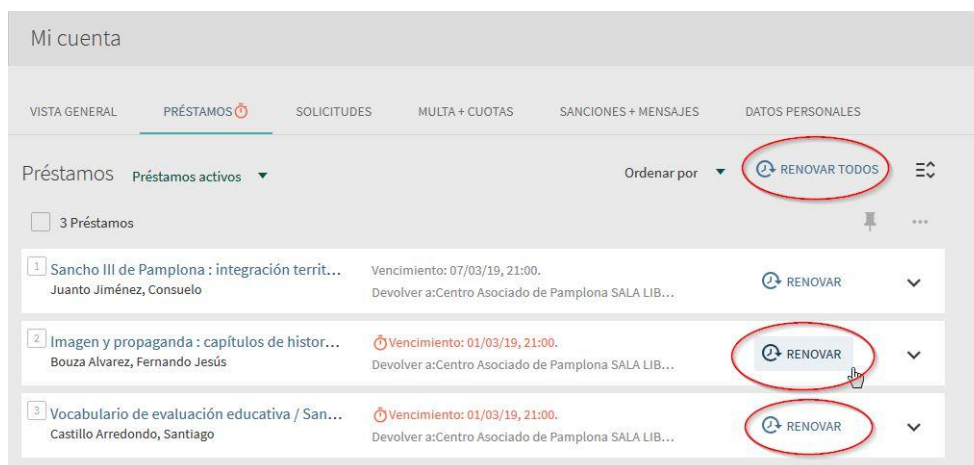 Mi cuenta
VISTA GENERAL PRÉSTAMOS SOLICITUDES MULTA + CUOTAS SANCIONES + MENSAJES DATOS PERSONALES
Préstamos Préstamos activos Ordenar por RENOVAR TODOS
3 Préstamos
1 Sancho III de Pamplona : integración territ... Vencimiento: 07/03/19, 21:00. RENOVAR
Juanto Jiménez, Consuelo Devolver a:Centro Asociado de Pamplona SALA LIB...
2 Imagen y propaganda : capítulos de histor... Vencimiento: 01/03/19, 21:00. RENOVAR
Bouza Alvarez, Fernando Jesús Devolver a:Centro Asociado de Pamplona SALA LIB...
3 Vocabulario de evaluación educativa / San... Vencimiento: 01/03/19, 21:00. RENOVAR
Castillo Arredondo, Santiago Devolver a:Centro Asociado de Pamplona SALA LIB...